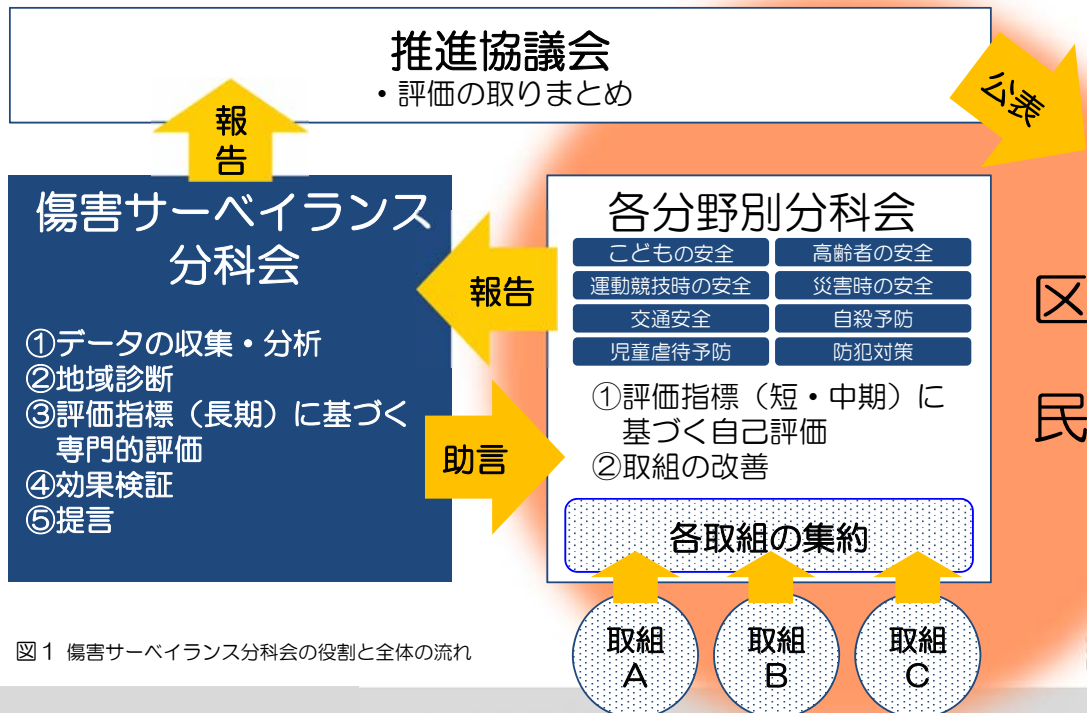 推進協議会
・評価の取りまとめ
公表
報
告
傷害サーベイランス
分科会
①データの収集・分析
②地域診断
③評価指標（長期）に基づく
専門的評価
④効果検証
⑤提言
報告
助言
各分野別分科会
こどもの安全
高齢者の安全
運動競技時の安全
災害時の安全
交通安全
自殺予防
児童虐待予防
防犯対策
①評価指標（短・中期）に
基づく自己評価
②取組の改善
各取組の集約
取組
A
取組
B
取組
C
区
民
図1 傷害サーベイランス分科会の役割と全体の流れ